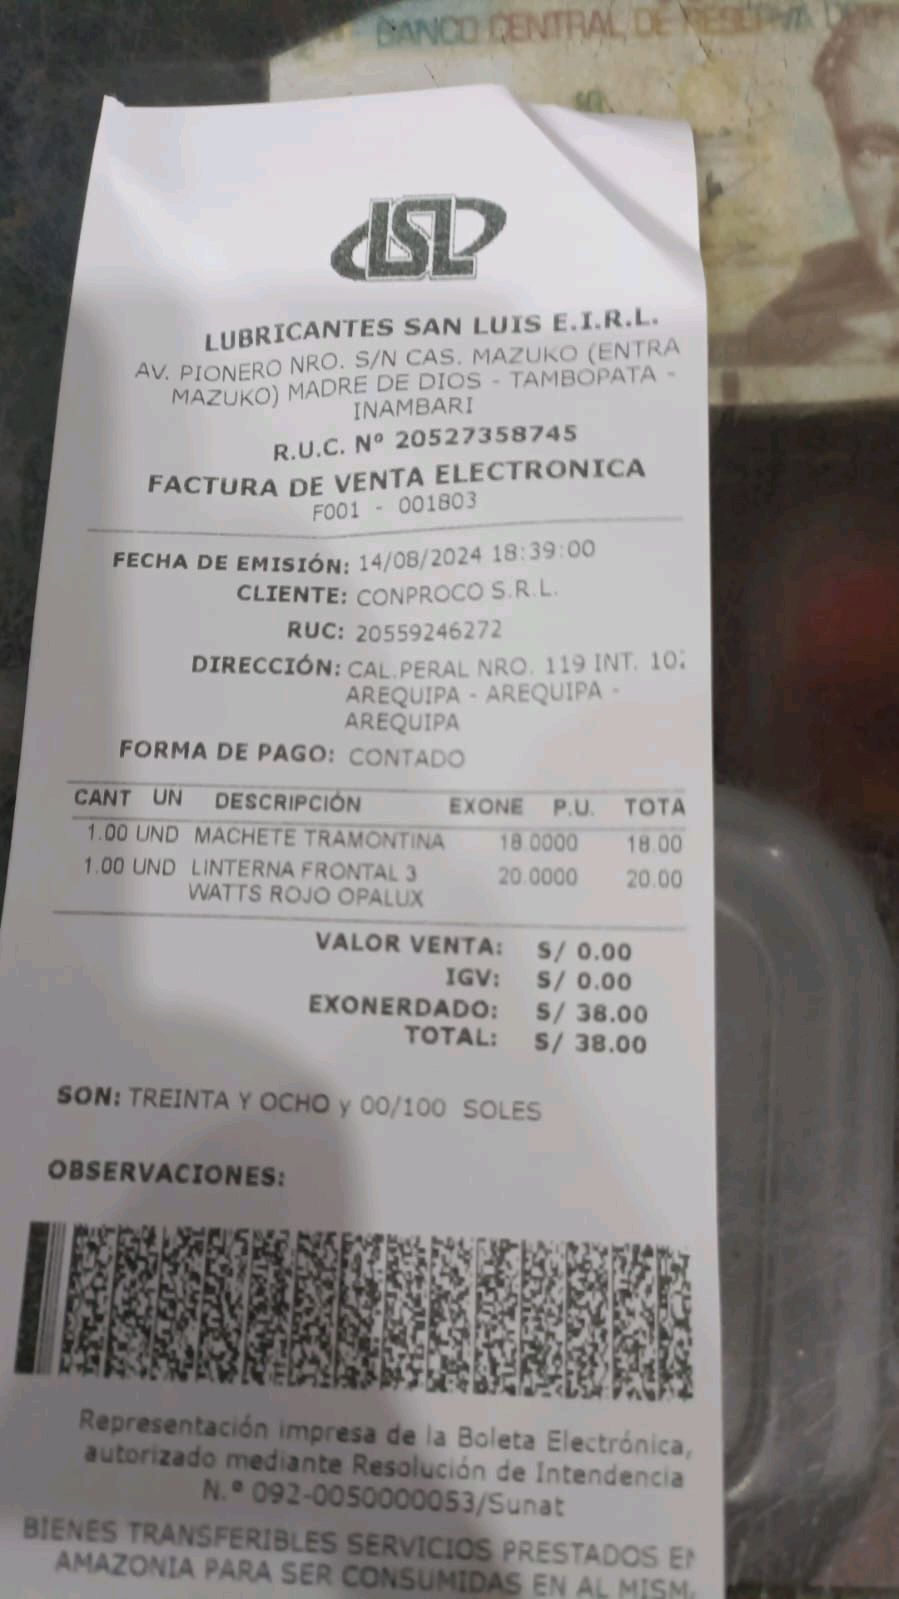 BANCO CENTRAL DE RESERVA
LSL
LUBRICANTES SAN LUIS E.I.R.L.
AV. PIONERO NRO. S/N CAS. MAZUKO (ENTRA
MAZUKO) MADRE DE DIOS - TAMBOPATA -
INAMBARI
R.U.C. Nº 20527358745
FACTURA DE VENTA ELECTRONICA
F001 - 001803
FECHA DE EMISIÓN: 14/08/2024 18:39:00
CLIENTE: CONPROCO S.R.L.
RUC: 20559246272
DIRECCIÓN: CAL.PERAL NRO. 119 INT.
AREQUIPA - AREQUIPA -
AREQUIPA
FORMA DE PAGO: CONTADO
CANT UN DESCRIPCIÓN EXONE P.U. TOTA
1.00 UND MACHETE TRAMONTINA 18.0000 18.00
1.00 UND LINTERNA FRONTAL 3 20.0000 20.00
WATTS ROJO OPALUX
VALOR VENTA: S/ 0.00
IGV: S/ 0.00
EXONERDADO: S/ 38.00
TOTAL: S/ 38.00
SON: TREINTA Y OCHO y 00/100 SOLES
OBSERVACIONES:
Representación impresa de la Boleta Electrónica,
autorizado mediante Resolución de Intendencia
N.º 092-0050000053/Sunat
BIENES TRANSFERIBLES SERVICIOS PRESTADOS
AMAZONIA PARA SER CONSUMIDAS EN AL